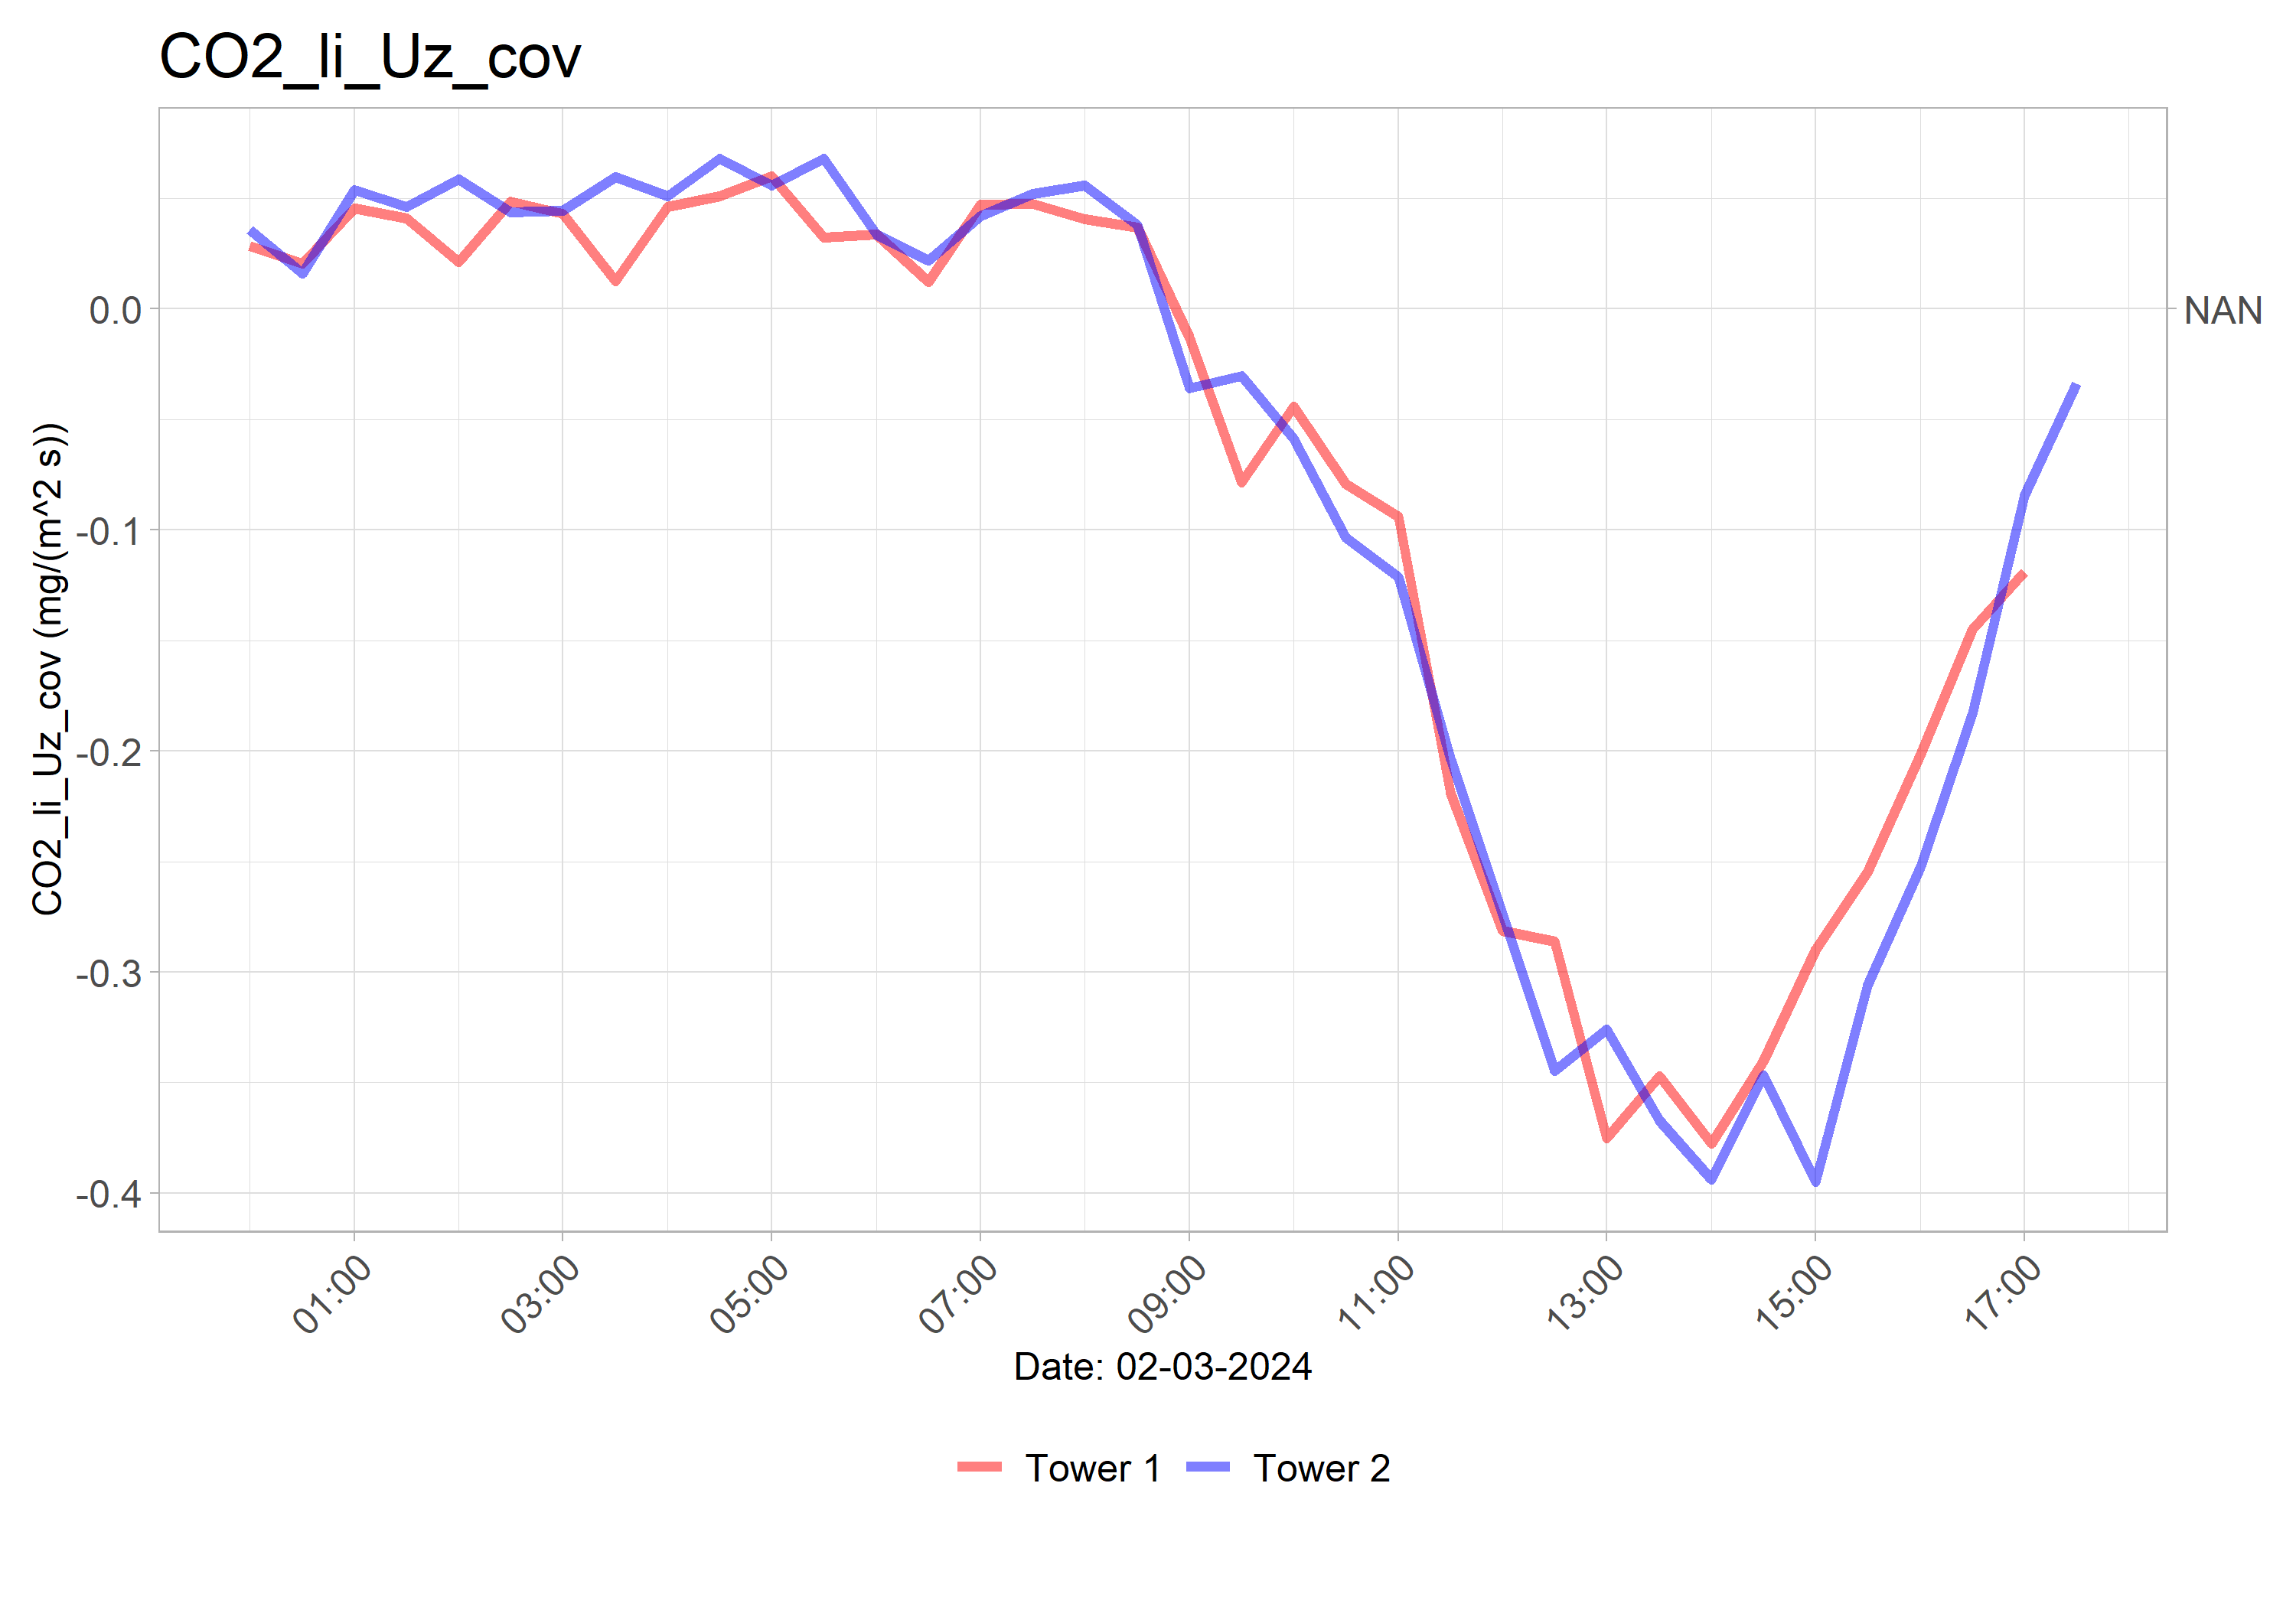 CO2_li_Uz_cov
CO2_li_Uz_cov (mg/(m^2 s))
0.0
-0.1
-0.2
-0.3
-0.4
NAN
01:00
03:00
05:00
07:00
09:00
11:00
13:00
15:00
17:00
Date: 02-03-2024
Tower 1
Tower 2